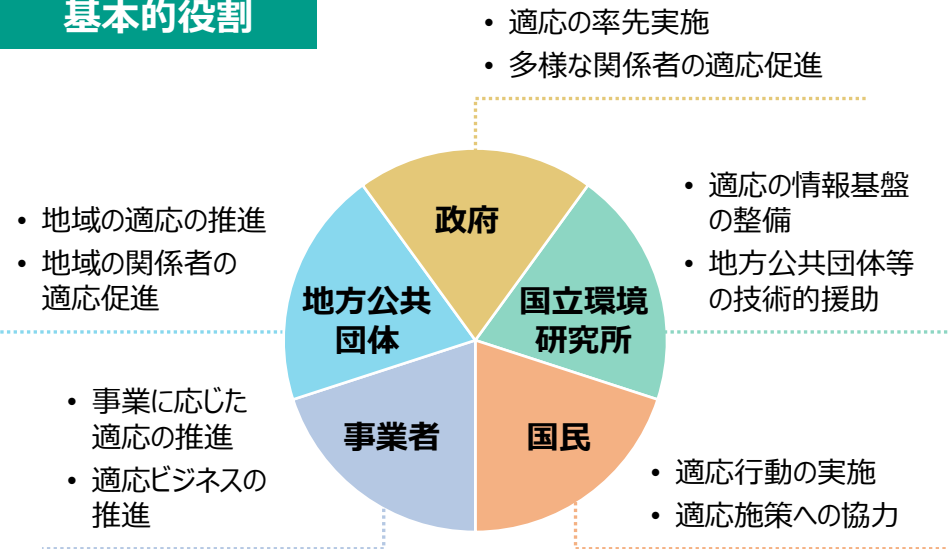 基本的役割
• 適応の率先実施
• 多様な関係者の適応促進
政府
• 適応の情報基盤
の整備
• 地方公共団体等
の技術的援助
国立環境
研究所
• 地域の適応の推進
• 地域の関係者の
適応促進
地方公共
団体
• 事業に応じた
適応の推進
• 適応ビジネスの
推進
事業者
国民
• 適応行動の実施
• 適応施策への協力